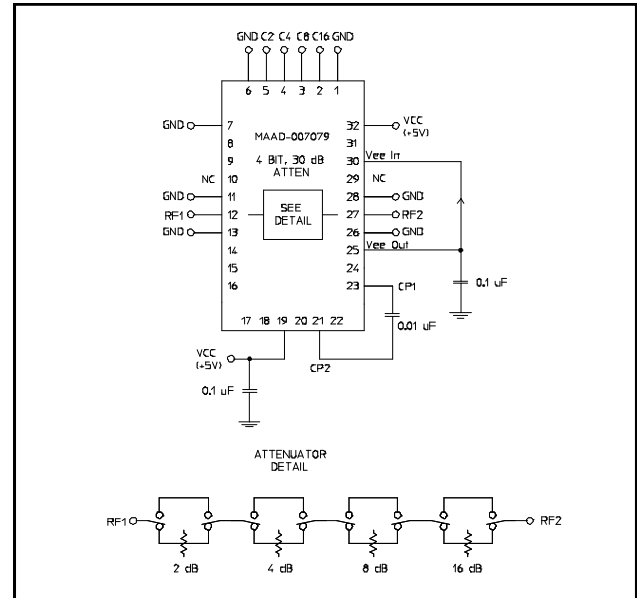 GND C2 C4 C8 C16 GND
6 5 4 3 2 1
GND 7 32 VCC
(+5V)
MAAD-007079
8 31
4 BIT, 30 dB
ATTEN
9 30 Vee In
NC 10 29 NC
GND 11 28 GND
SEE
DETAIL
RF1 12 27 RF2
GND 13 26 GND
14 25 Vee Out
15 24
16 23 CP1
0.1 uF
0.01 uF
17 18 19 20 21 22
VCC
(+5V)
CP2
0.1 uF
ATTENUATOR
DETAIL
RF1 RF2
2 dB 4 dB 8 dB 16 dB